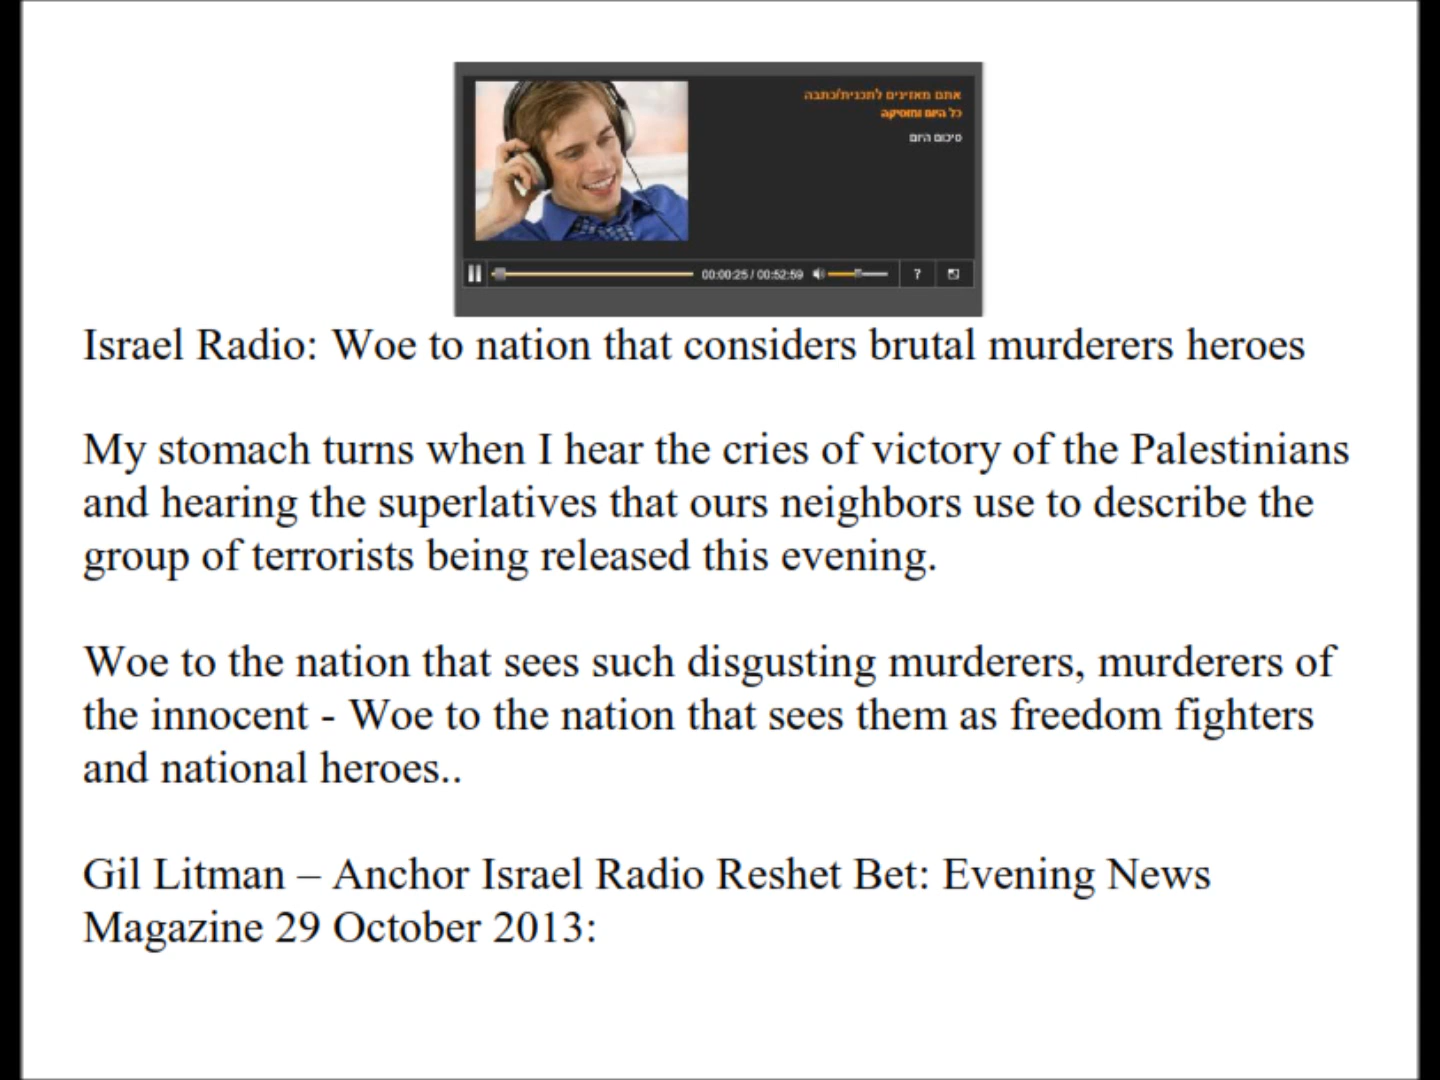 אתם מאזינים לתכנית/כתבה
כל היום ומוסיקה
סיכום היום
00:00:25 / 00:52:59
?
Israel Radio: Woe to nation that considers brutal murderers heroes
My stomach turns when I hear the cries of victory of the Palestinians
and hearing the superlatives that ours neighbors use to describe the
group of terrorists being released this evening.
Woe to the nation that sees such disgusting murderers, murderers of
the innocent - Woe to the nation that sees them as freedom fighters
and national heroes..
Gil Litman – Anchor Israel Radio Reshet Bet: Evening News
Magazine 29 October 2013: